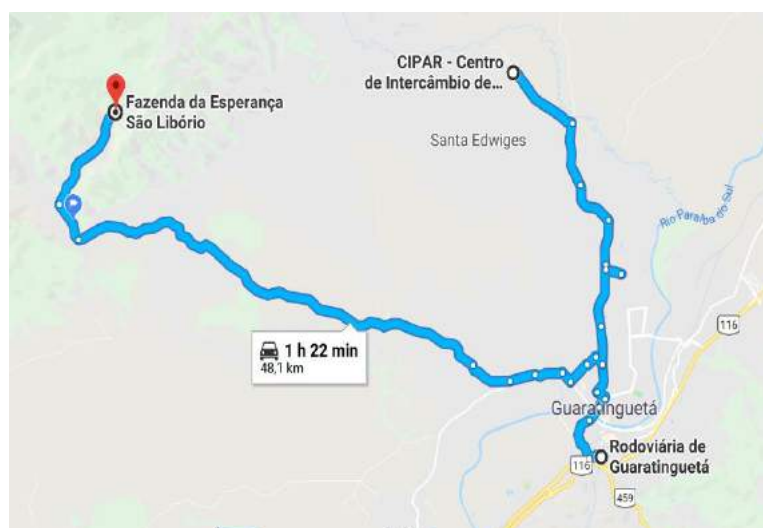 CIPAR - Centro
de Intercâmbio de...
Fazenda da Esperança
São Libório
Santa Edwiges
Rio Paraíba do Sul
116
1 h 22 min
48,1 km
Guaratinguetá
Rodoviária de
Guaratinguetá
116
459